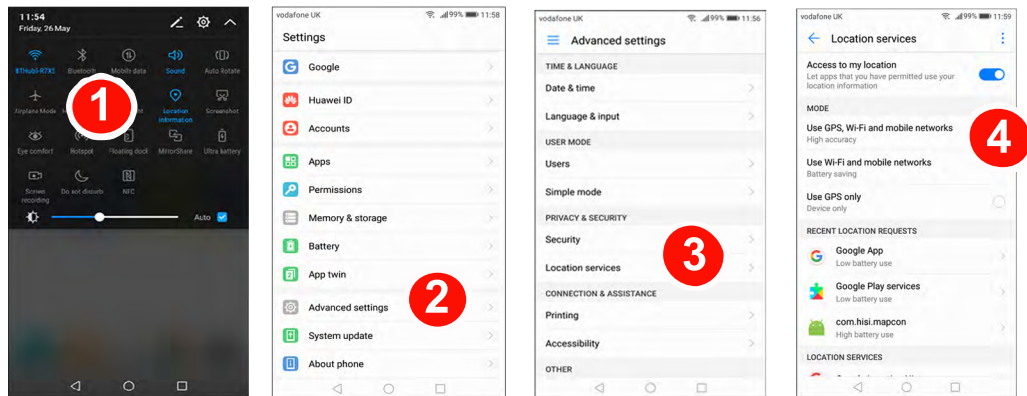 11:54
Friday, 26 May
BTHub6-R7X3 Bluetooth Mobile data Sound Auto Rotate
Airplane Mode Location information Screenshot
Eye comfort Hotspot Floating dock MirrorShare Ultra battery
Screen recording Do not disturb NFC
Auto
1
vodafone UK 99% 11:58
Settings
Google
Huawei ID
Accounts
Apps
Permissions
Memory & storage
Battery
App twin
Advanced settings
System update
About phone
2
vodafone UK 99% 11:56
Advanced settings
TIME & LANGUAGE
Date & time
Language & input
USER MODE
Users
Simple mode
PRIVACY & SECURITY
Security
Location services
CONNECTION & ASSISTANCE
Printing
Accessibility
OTHER
3
vodafone UK 99% 11:59
Location services
Access to my location
Let apps that you have permitted use your
location information
MODE
Use GPS, Wi-Fi and mobile networks
High accuracy
Use Wi-Fi and mobile networks
Battery saving
Use GPS only
Device only
RECENT LOCATION REQUESTS
Google App
Low battery use
Google Play services
Low battery use
com.hisi.mapcon
High battery use
LOCATION SERVICES
4